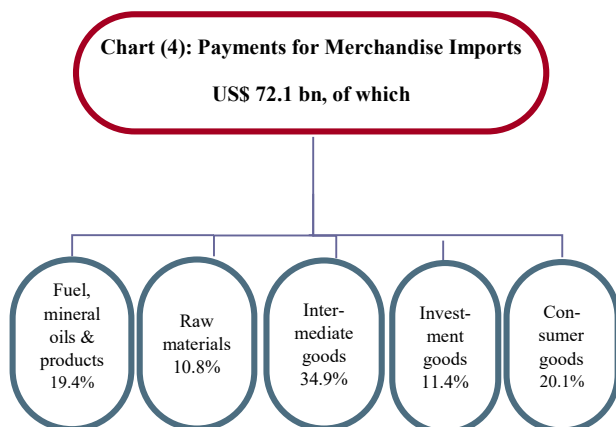 Chart (4): Payments for Merchandise Imports
US$ 72.1 bn, of which
Fuel,
mineral
oils &
products
19.4%
Raw
materials
10.8%
Inter-
mediate
goods
34.9%
Invest-
ment
goods
11.4%
Con-
sumer
goods
20.1%